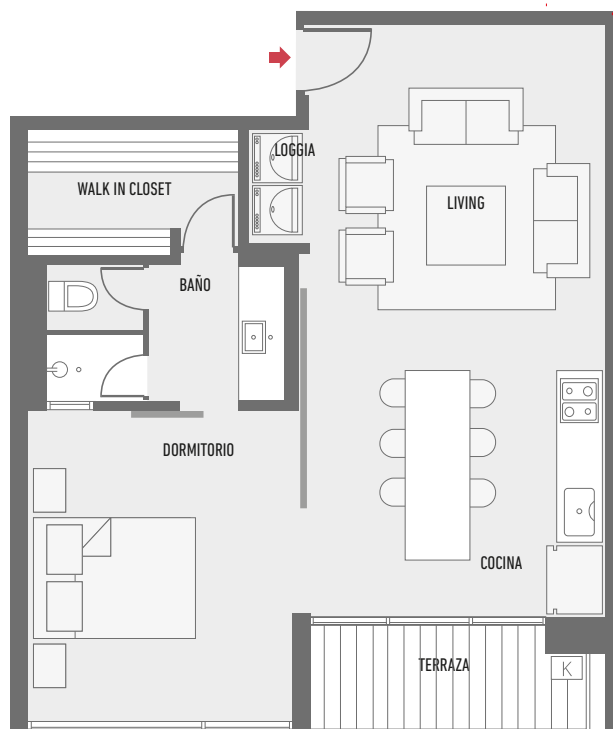 LOGGIA
WALK IN CLOSET
LIVING
BAÑO
DORMITORIO
COCINA
TERRAZA
K